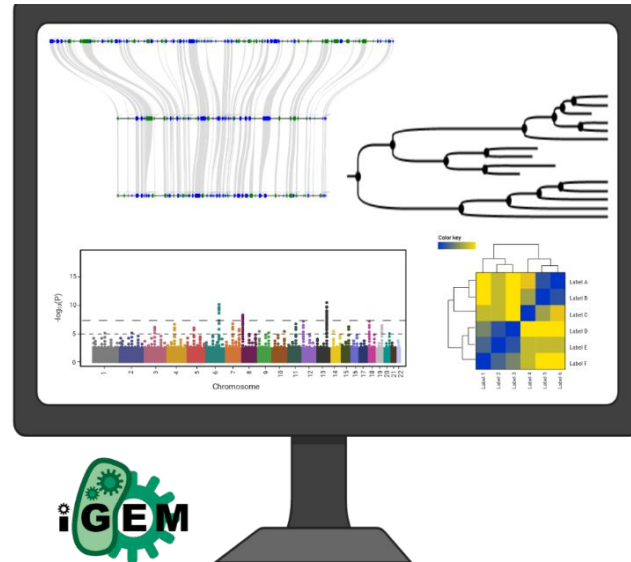 15
10
5
0
-log10(P)
1 2 3 4 5 6 7 8 9 10 11 12 13 14 15 16 17 18 19 20 21 22
Chromosome
Color key
Label A
Label B
Label C
Label D
Label E
Label F
Label 1
Label 2
Label 3
Label 4
Label 5
Label 6
iGEM